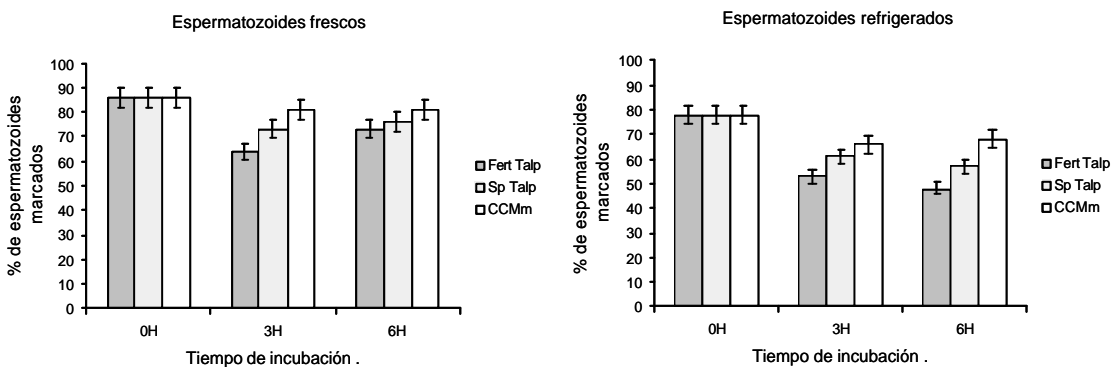 Espermatozoides frescos
% de espermatozoides
marcados
100
90
80
70
60
50
40
30
20
10
0
0H 3H 6H
Tiempo de incubación .
Fert Talp
Sp Talp
CCMm
Espermatozoides refrigerados
% de espermatozoides
marcados
100
90
80
70
60
50
40
30
20
10
0
0H 3H 6H
Tiempo de incubación .
Fert Talp
Sp Talp
CCMm